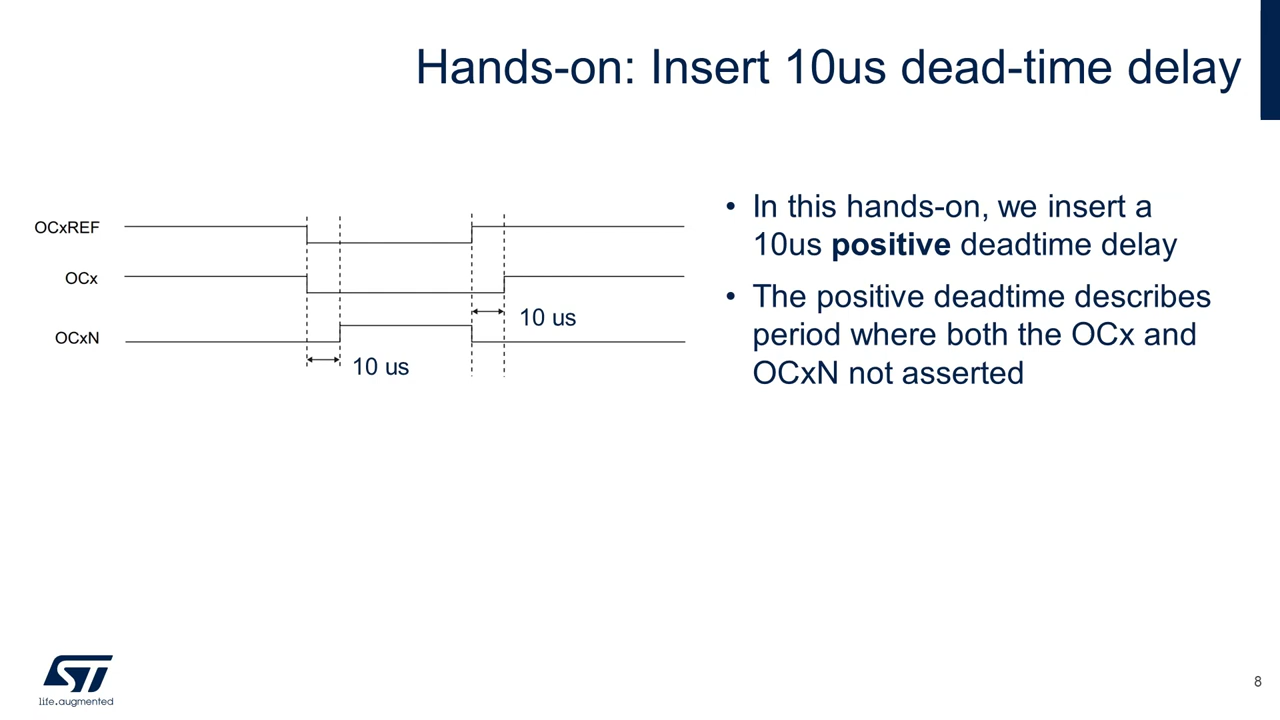 Hands-on: Insert 10us dead-time delay
OCxREF
OCx
OCxN
10 us
10 us
• In this hands-on, we insert a
10us positive deadtime delay
• The positive deadtime describes
period where both the OCx and
OCxN not asserted
ST
life.augmented
8